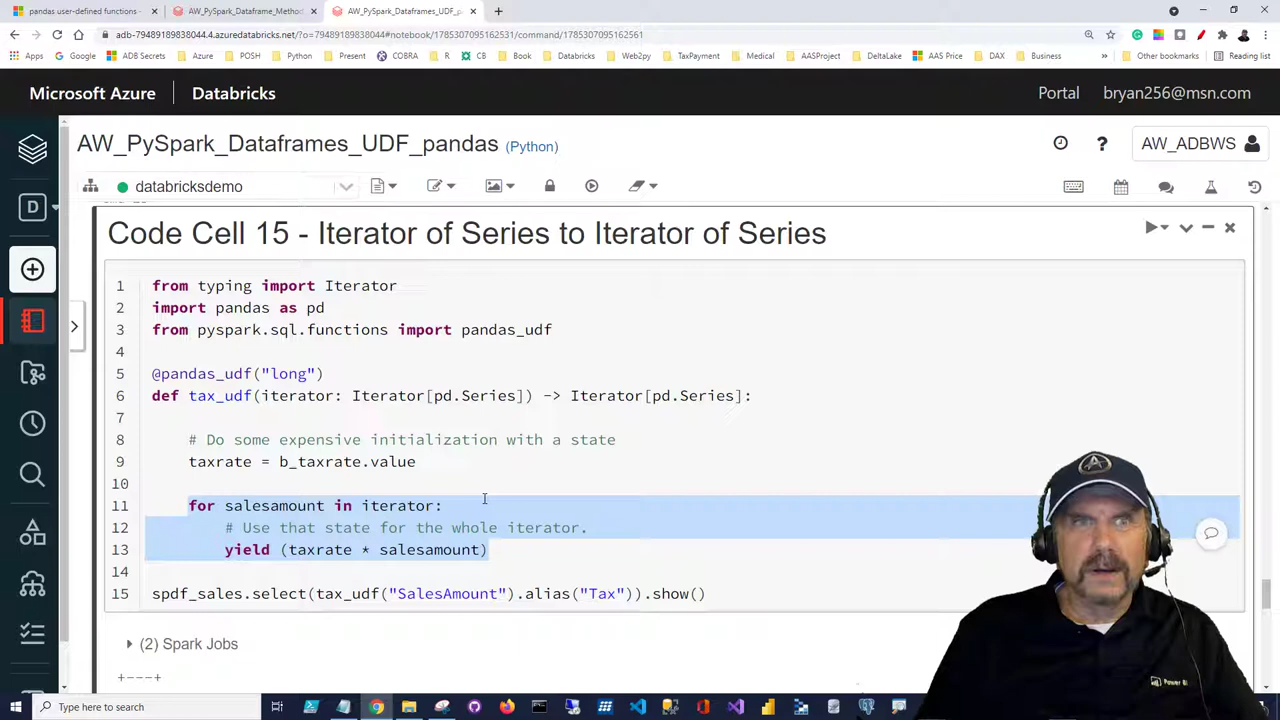 pandas user-defined functions -
AW_PySpark_Dataframe_Method
AW_PySpark_Dataframes_UDF_p
adb-79489189838044.4.azuredatabricks.net/?o=79489189838044#notebook/1785307095162531/command/1785307095162561
Apps
Google
ADB Secrets
Azure
POSH
Python
Present
COBRA
R
CB
Book
Databricks
Web2py
TaxPayment
Medical
AASProject
DeltaLake
AAS Price
DAX
Business
»
Other bookmarks
Reading list
Microsoft Azure
Databricks
Portal
bryan256@msn.com
AW_PySpark_Dataframes_UDF_pandas (Python)
AW_ADBWS
D
databricksdemo
Code Cell 15 - Iterator of Series to Iterator of Series
1 from typing import Iterator
2 import pandas as pd
3 from pyspark.sql.functions import pandas_udf
4
5 @pandas_udf("long")
6 def tax_udf(iterator: Iterator[pd.Series]) -> Iterator[pd.Series]:
7
8 # Do some expensive initialization with a state
9 taxrate = b_taxrate.value
10
11 for salesamount in iterator:
12 # Use that state for the whole iterator.
13 yield (taxrate * salesamount)
14
15 spdf_sales.select(tax_udf("SalesAmount").alias("Tax")).show()
(2) Spark Jobs
+----+
Power BI
Type here to search